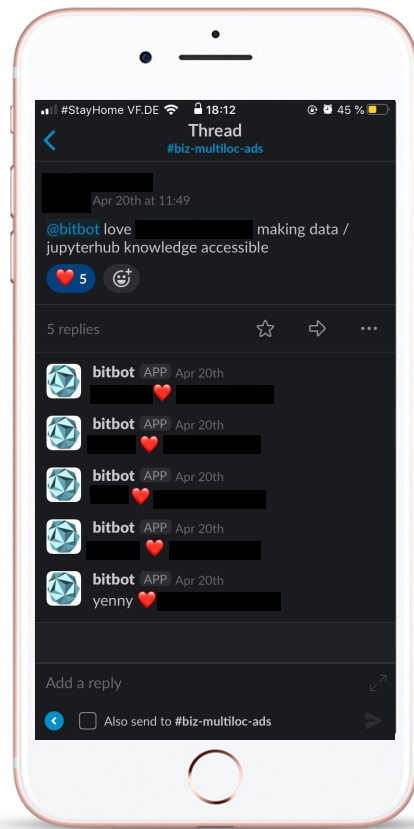 #StayHome VF.DE 18:12 45 %
Thread
#biz-multiloc-ads
Apr 20th at 11:49
@bitbot love making data /
jupyterhub knowledge accessible
5
5 replies
bitbot APP Apr 20th
bitbot APP Apr 20th
bitbot APP Apr 20th
bitbot APP Apr 20th
bitbot APP Apr 20th
yenny
Add a reply
Also send to #biz-multiloc-ads